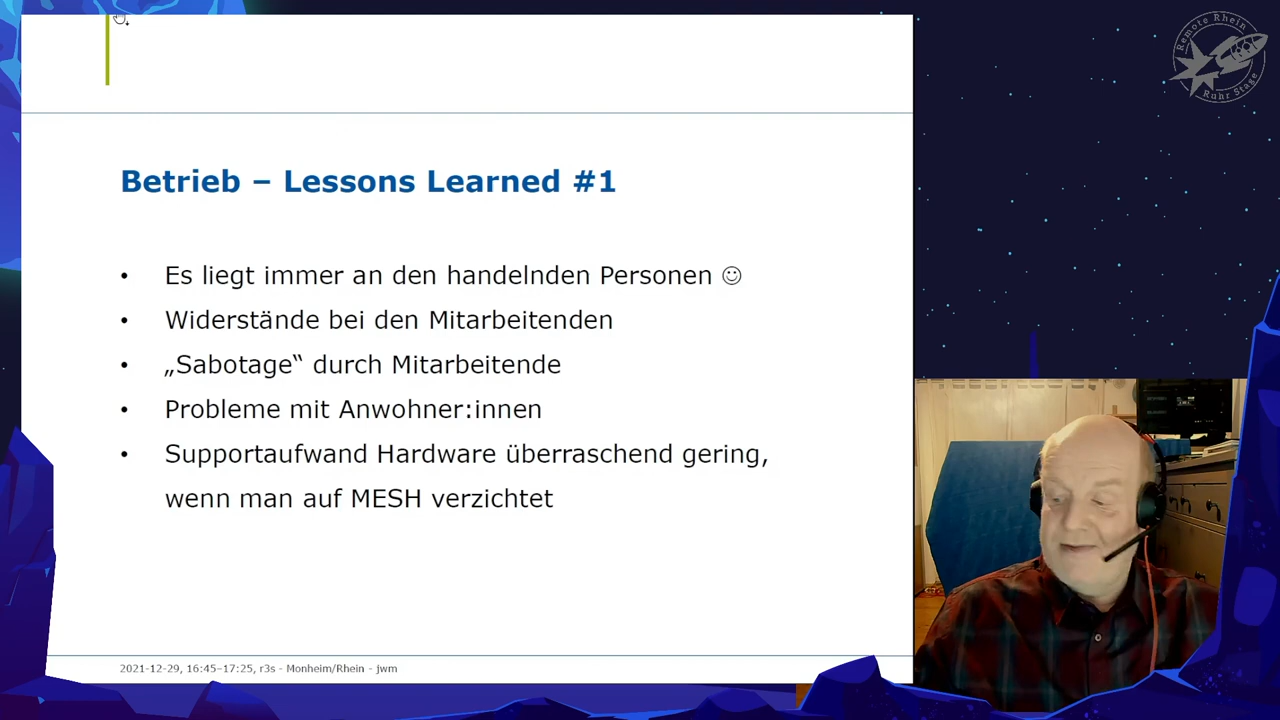 Betrieb – Lessons Learned #1
• Es liegt immer an den handelnden Personen ☺
• Widerstände bei den Mitarbeitenden
• „Sabotage“ durch Mitarbeitende
• Probleme mit Anwohner:innen
• Supportaufwand Hardware überraschend gering,
wenn man auf MESH verzichtet
2021-12-29, 16:45–17:25, r3s - Monheim/Rhein - jwm
Remote Rhein
Ruhr Stage